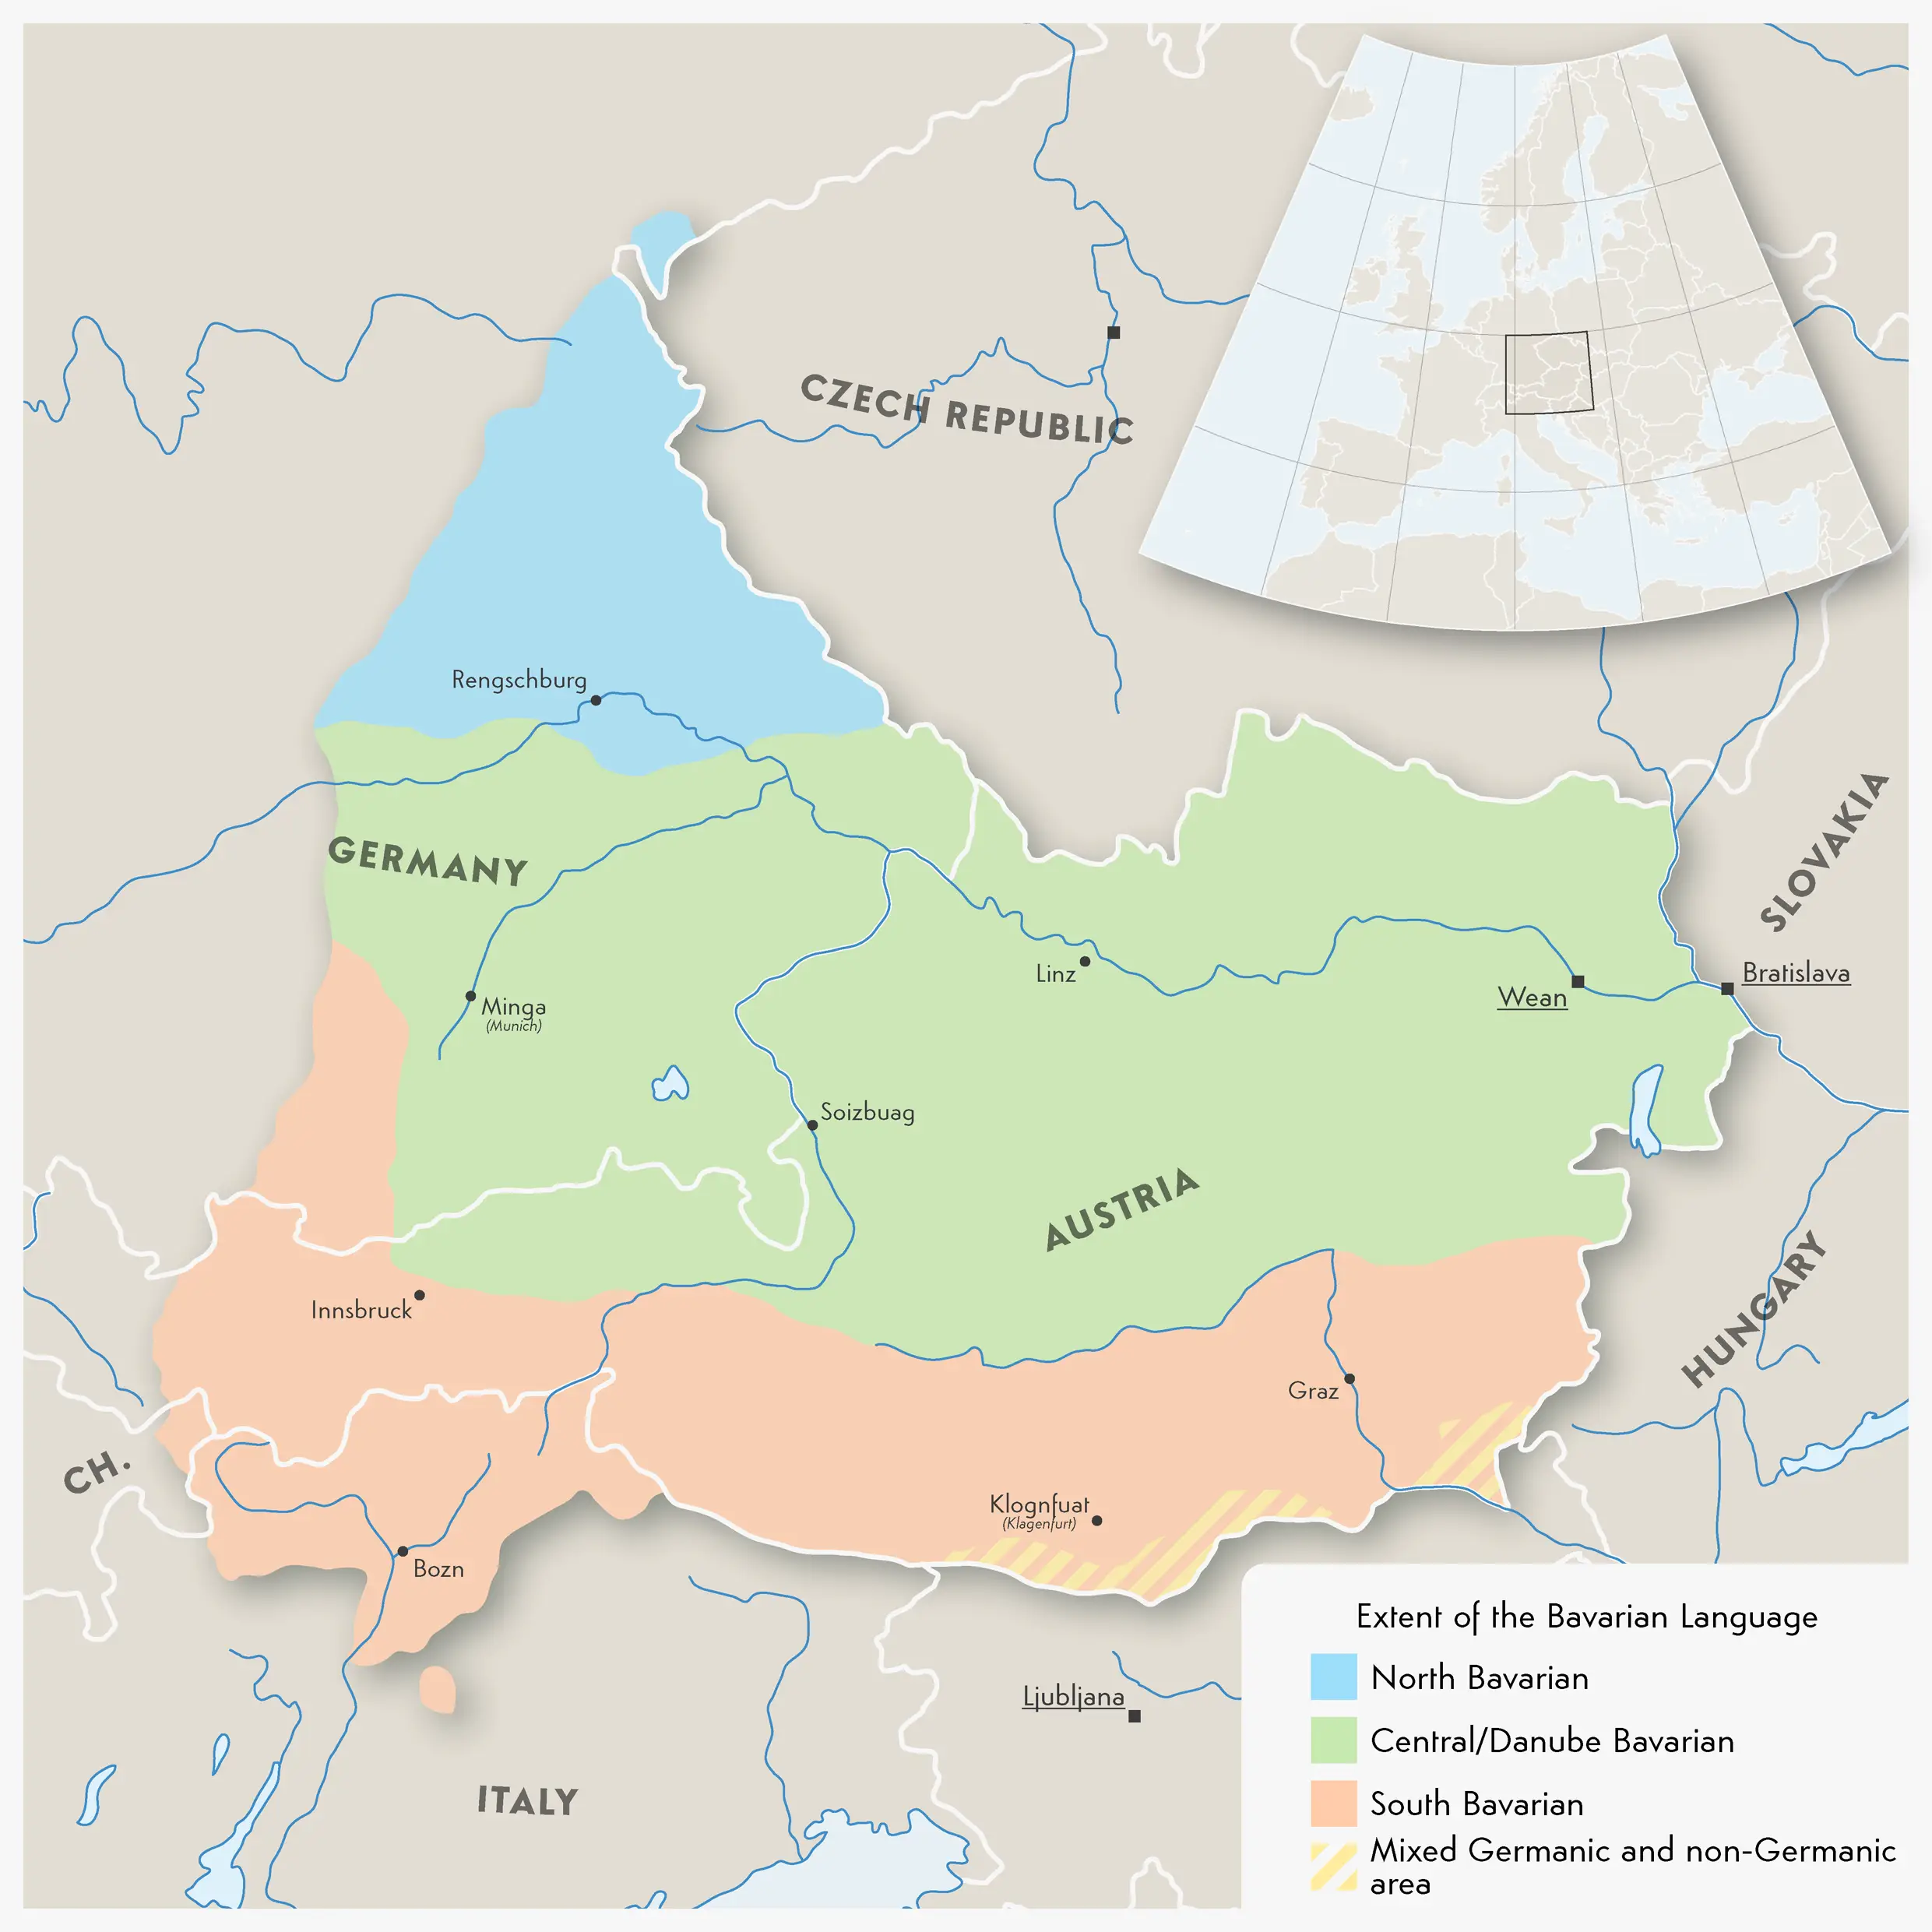 CZECH REPUBLIC
Rengschburg
GERMANY
SLOVAKIA
Linz
Wean
Bratislava
Minga
(Munich)
Soizbuag
AUSTRIA
HUNGARY
Innsbruck
Graz
CH.
Klognfuat
(Klagenfurt)
Bozn
Ljubljana
ITALY
Extent of the Bavarian Language
North Bavarian
Central/Danube Bavarian
South Bavarian
Mixed Germanic and non-Germanic
area